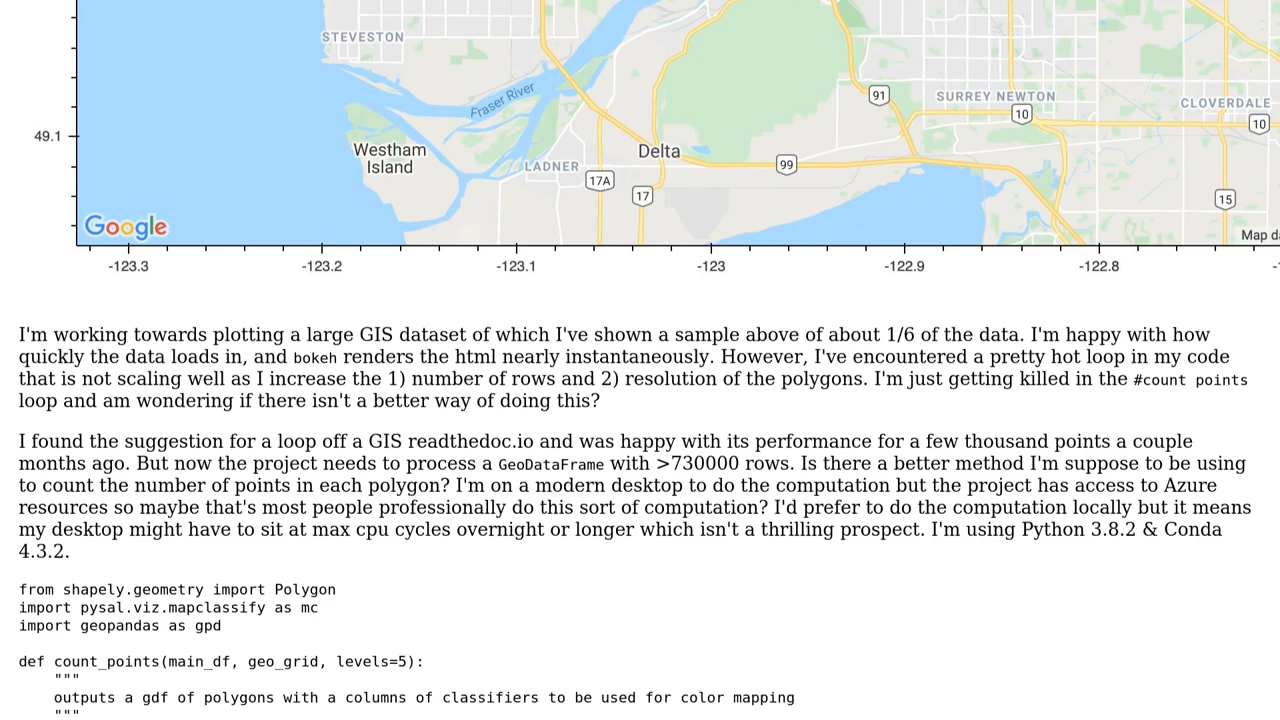 STEVESTON
Fraser River
91
SURREY NEWTON
10
CLOVERDALE
10
49.1
Westham
Island
Delta
LADNER
99
17A
17
15
Google
Map da
-123.3
-123.2
-123.1
-123
-122.9
-122.8
I'm working towards plotting a large GIS dataset of which I've shown a sample above of about 1/6 of the data. I'm happy with how
quickly the data loads in, and bokeh renders the html nearly instantaneously. However, I've encountered a pretty hot loop in my code
that is not scaling well as I increase the 1) number of rows and 2) resolution of the polygons. I'm just getting killed in the #count points
loop and am wondering if there isn't a better way of doing this?
I found the suggestion for a loop off a GIS readthedoc.io and was happy with its performance for a few thousand points a couple
months ago. But now the project needs to process a GeoDataFrame with >730000 rows. Is there a better method I'm suppose to be using
to count the number of points in each polygon? I'm on a modern desktop to do the computation but the project has access to Azure
resources so maybe that's most people professionally do this sort of computation? I'd prefer to do the computation locally but it means
my desktop might have to sit at max cpu cycles overnight or longer which isn't a thrilling prospect. I'm using Python 3.8.2 & Conda
4.3.2.
from shapely.geometry import Polygon
import pysal.viz.mapclassify as mc
import geopandas as gpd
def count_points(main_df, geo_grid, levels=5):
"""
outputs a gdf of polygons with a columns of classifiers to be used for color mapping
"""